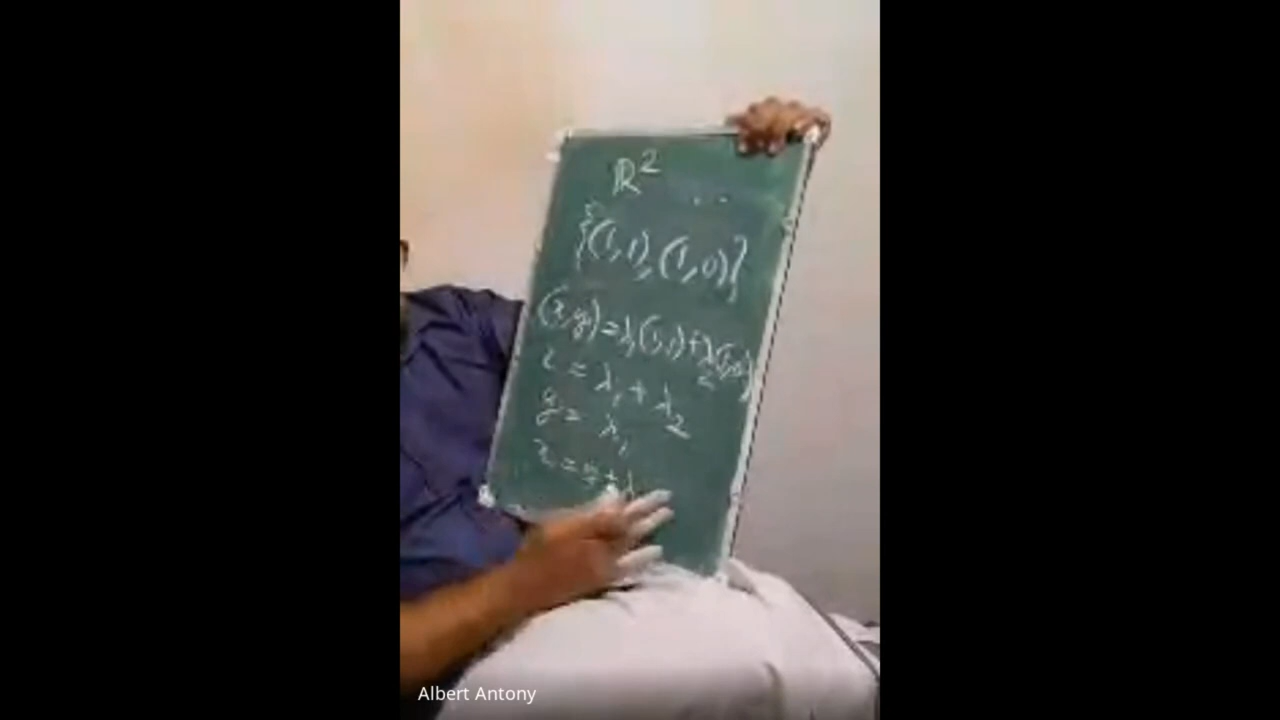 ℝ²
{(1,1),(1,0)}
(x,y)=λ₁(1,1)+λ₂(1,0)
x = λ₁ + λ₂
y = λ₁
x = y + λ
Albert Antony